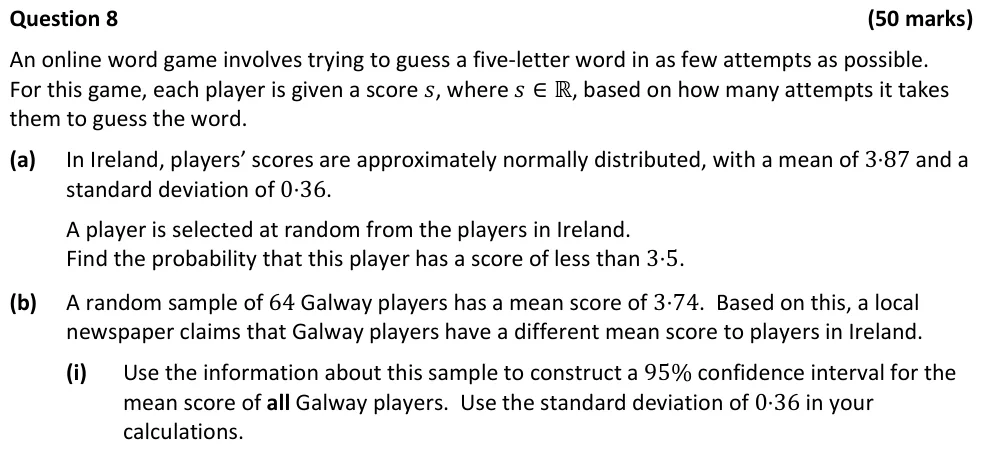 Question 8 (50 marks)
An online word game involves trying to guess a five-letter word in as few attempts as possible.
For this game, each player is given a score s, where s ∈ ℝ, based on how many attempts it takes
them to guess the word.
(a) In Ireland, players’ scores are approximately normally distributed, with a mean of 3·87 and a
standard deviation of 0·36.
A player is selected at random from the players in Ireland.
Find the probability that this player has a score of less than 3·5.
(b) A random sample of 64 Galway players has a mean score of 3·74. Based on this, a local
newspaper claims that Galway players have a different mean score to players in Ireland.
(i) Use the information about this sample to construct a 95% confidence interval for the
mean score of all Galway players. Use the standard deviation of 0·36 in your
calculations.